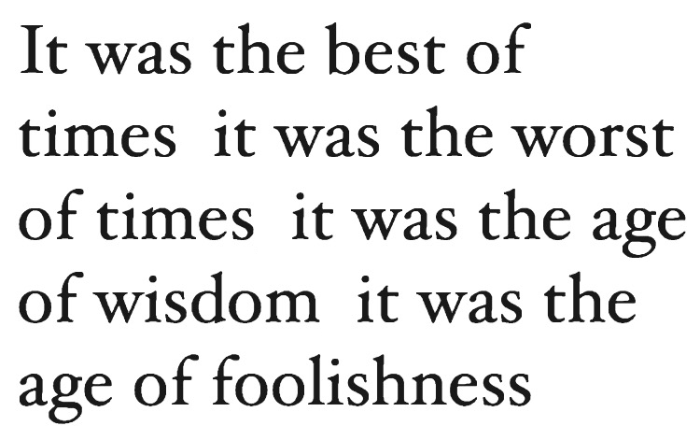 It was the best of
times  it was the worst
of times  it was the age
of wisdom  it was the
age of foolishness